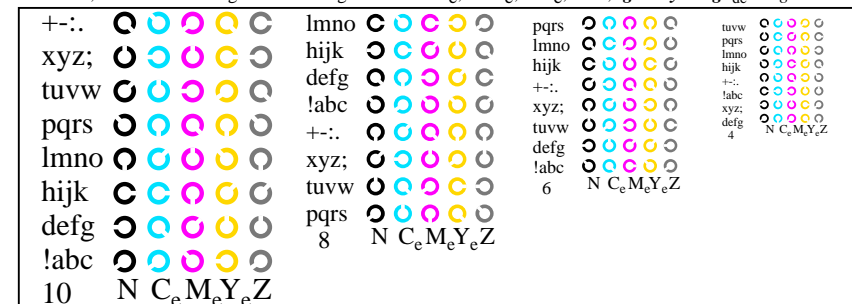 +-:.
xyz;
tuvw
pqrs
lmno
hijk
defg
!abc
10 N CeMeYeZ
lmno
hijk
defg
!abc
+-:.
xyz;
tuvw
pqrs
8 N CeMeYeZ
pqrs
lmno
hijk
+-:.
xyz;
tuvw
defg
!abc
6 N CeMeYeZ
tuvw
pqrs
lmno
hijk
+-:.
!abc
xyz;
defg
4 N CeMeYeZ